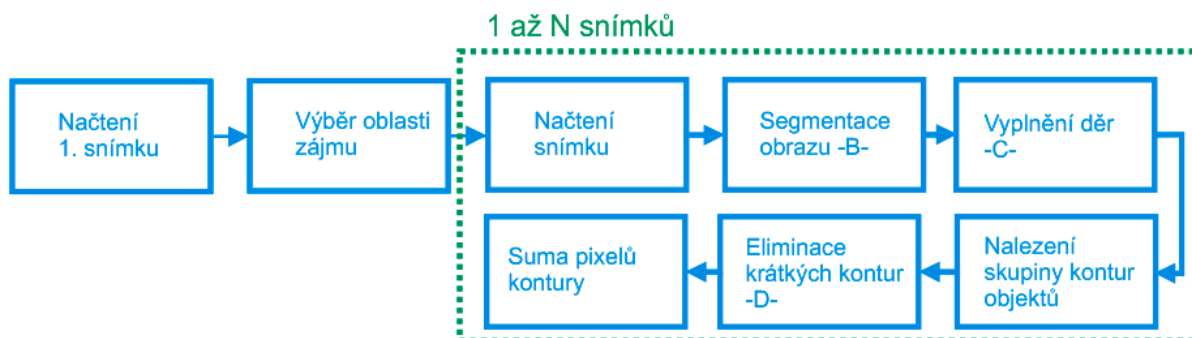 1 až N snímků
Načtení
1. snímku
Výběr oblasti
zájmu
Načtení
snímku
Segmentace
obrazu -B-
Vyplnění děr
-C-
Nalezení
skupiny kontur
objektů
Eliminace
krátkých kontur
-D-
Suma pixelů
kontury